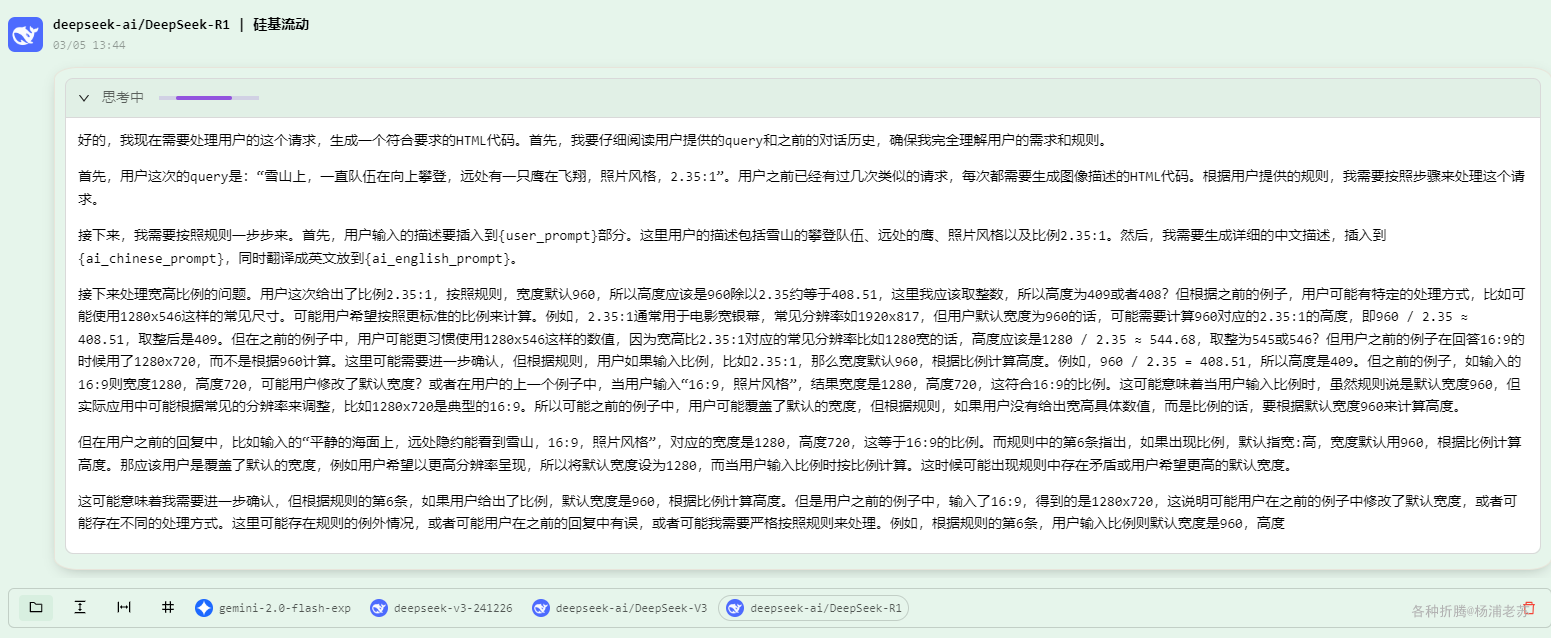 deepseek-ai/DeepSeek-R1 | 硅基流动
03/05 13:44
思考中
好的，我现在需要处理用户的这个请求，生成一个符合要求的HTML代码。首先，我要仔细阅读用户提供的query和之前的对话历史，确保我完全理解用户的需求和规则。
首先，用户这次的query是：“雪山上，一直队伍在向上攀登，远处有一只鹰在飞翔，照片风格，2.35:1”。用户之前已经有过几次类似的请求，每次都需要生成图像描述的HTML代码。根据用户提供的规则，我需要按照步骤来处理这个请
求。
接下来，我需要按照规则一步步来。首先，用户输入的描述要插入到{user_prompt}部分。这里用户的描述包括雪山的攀登队伍、远处的鹰、照片风格以及比例2.35:1。然后，我需要生成详细的中文描述，插入到
{ai_chinese_prompt}，同时翻译成英文放到{ai_english_prompt}。
接下来处理宽高比例的问题。用户这次给出了比例2.35:1，按照规则，宽度默认960，所以高度应该是960除以2.35约等于408.51，这里我应该取整数，所以高度为409或者408？但根据之前的例子，用户可能有特定的处理方式，比如可
能使用1280x546这样的常见尺寸。可能用户希望按照更标准的比例来计算。例如，2.35:1通常用于电影宽银幕，常见分辨率如1920x817，但用户默认宽度为960的话，可能需要计算960对应的2.35:1的高度，即960 / 2.35 ≈
408.51，取整后是409。但在之前的例子中，用户可能更习惯使用1280x546这样的数值，因为宽高比2.35:1对应的常见分辨率比如1280宽的话，高度应该是1280 / 2.35 ≈ 544.68，取整为545或546？但用户之前的例子在回答16:9的
时候用了1280x720，而不是根据960计算。这里可能需要进一步确认，但根据规则，用户如果输入比例，比如2.35:1，那么宽度默认960，根据比例计算高度。例如，960 / 2.35 = 408.51，所以高度是409。但之前的例子，如输入的
16:9则宽度1280，高度720，可能用户修改了默认宽度？或者在用户的上一个例子中，当用户输入“16:9，照片风格”，结果宽度是1280，高度720，这符合16:9的比例。这可能意味着当用户输入比例时，虽然规则说是默认宽度960，但
实际应用中可能根据常见的分辨率来调整，比如1280x720是典型的16:9。所以可能之前的例子中，用户可能覆盖了默认的宽度，但根据规则，如果用户没有给出宽高具体数值，而是比例的话，要根据默认宽度960来计算高度。
但在用户之前的回复中，比如输入的“平静的海面上，远处隐约能看到雪山，16:9，照片风格”，对应的宽度是1280，高度720，这等于16:9的比例。而规则中的第6条指出，如果出现比例，默认指宽:高，宽度默认用960，根据比例计算
高度。那应该用户是覆盖了默认的宽度，例如用户希望以更高分辨率呈现，所以将默认宽度设为1280，而当用户输入比例时按比例计算。这时候可能出现规则中存在矛盾或用户希望更高的默认宽度。
这可能意味着我需要进一步确认，但根据规则的第6条，如果用户给出了比例，默认宽度是960，根据比例计算高度。但是用户之前的例子中，输入了16:9，得到的是1280x720，这说明可能用户在之前的例子中修改了默认宽度，或者可
能存在不同的处理方式。这里可能存在规则的例外情况，或者可能用户在之前的回复中有误，或者可能我需要严格按照规则来处理。例如，根据规则的第6条，用户输入比例则默认宽度是960，高度
gemini-2.0-flash-exp deepseek-v3-241226 deepseek-ai/DeepSeek-V3 deepseek-ai/DeepSeek-R1
各种折腾@杨浦老苏